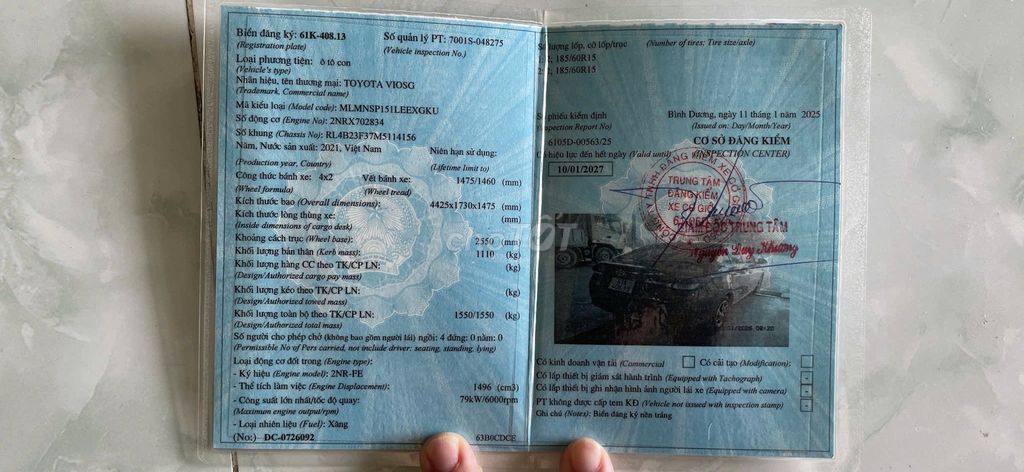 Biển đăng ký: 61K-408.13
Số quản lý PT: 7001S-048275
(Registration plate)
(Vehicle inspection No.)
Loại phương tiện: ô tô con
(Vehicle's type)
Nhãn hiệu, tên thương mại: TOYOTA VIOSG
(Trademark, Commercial name)
Mã kiểu loại (Model code): MLMNSP151LEEXGKU
Số động cơ (Engine No): 2NRX702834
Số khung (Chassis No): RL4B23F37M5114156
Năm, Nước sản xuất: 2021, Việt Nam
Niên hạn sử dụng:
(Production year, Country)
(Lifetime limit to)
Công thức bánh xe: 4x2
Vết bánh xe: 1475/1460 (mm)
(Wheel formula)
(Wheel tread)
Kích thước bao (Overall dimensions): 4425x1730x1475 (mm)
Kích thước lòng thùng xe: (mm)
(Inside dimensions of cargo desk)
Khoảng cách trục (Wheel base): 2550 (mm)
Khối lượng bản thân (Kerb mass): 1110 (kg)
Khối lượng hàng CC theo TK/CP LN: (kg)
(Design/Authorized cargo pay mass)
Khối lượng kéo theo TK/CP LN: (kg)
(Design/Authorized towed mass)
Khối lượng toàn bộ theo TK/CP LN: 1550/1550 (kg)
(Design/Authorized total mass)
Số người cho phép chở (không bao gồm người lái) ngồi: 4 đứng: 0 nằm: 0
(Permissible No of Pers carried, not include driver: seating, standing, lying)
Loại động cơ đốt trong (Engine type):
- Ký hiệu (Engine model): 2NR-FE
- Thể tích làm việc (Engine Displacement): 1496 (cm3)
- Công suất lớn nhất/tốc độ quay: 79kW/6000rpm
(Maximum engine output/rpm)
- Loại nhiên liệu (Fuel): Xăng
(No:) DC-0726092
63B0CDCE
Số lượng lốp, cỡ lốp/trục
(Number of tires: Tire size/axle)
2; 185/60R15
2; 185/60R15
Số phiếu kiểm định
Bình Dương, ngày 11 tháng 1 năm 2025
(Inspection Report No)
(Issued on: Day/Month/Year)
6105D-00563/25
CƠ SỞ ĐĂNG KIỂM
Có hiệu lực đến hết ngày (Valid until)
(INSPECTION CENTER)
10/01/2027
TRUNG TÂM
ĐĂNG KIỂM
XE CƠ GIỚI
GIÁM ĐỐC TRUNG TÂM
Nguyễn Duy Khương
chợTỐT
Có kinh doanh vận tải (Commercial
Có cải tạo (Modification):
Có lắp thiết bị giám sát hành trình (Equipped with Tachograph)
Có lắp thiết bị ghi nhận hình ảnh người lái xe (Equipped with camera)
PT không được cấp tem KĐ (Vehicle not issued with inspection stamp)
Ghi chú (Notes): Biển đăng ký nền trắng